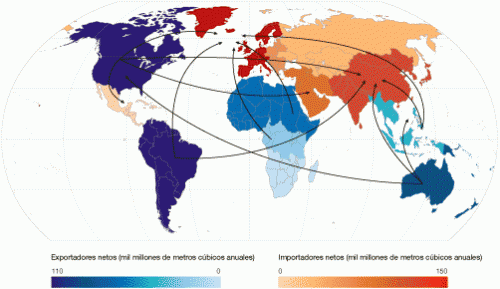 Exportadores netos (mil millones de metros cúbicos anuales) Importadores netos (mil millones de metros cúbicos anuales)
110 0 0 150